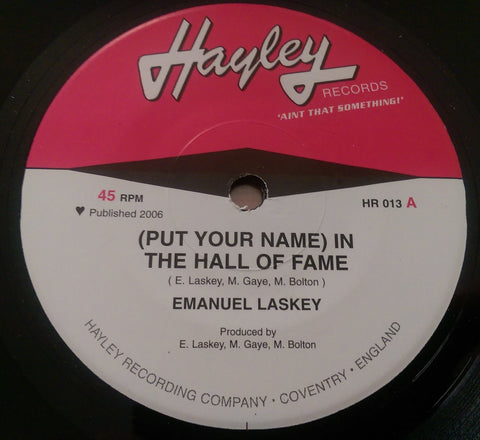 Hayley
RECORDS
'AINT THAT SOMETHING!'
45 RPM
♥ Published 2006
HR 013 A
(PUT YOUR NAME) IN
THE HALL OF FAME
( E. Laskey, M. Gaye, M. Bolton )
EMANUEL LASKEY
Produced by
E. Laskey, M. Gaye, M. Bolton
HAYLEY RECORDING COMPANY · COVENTRY · ENGLAND